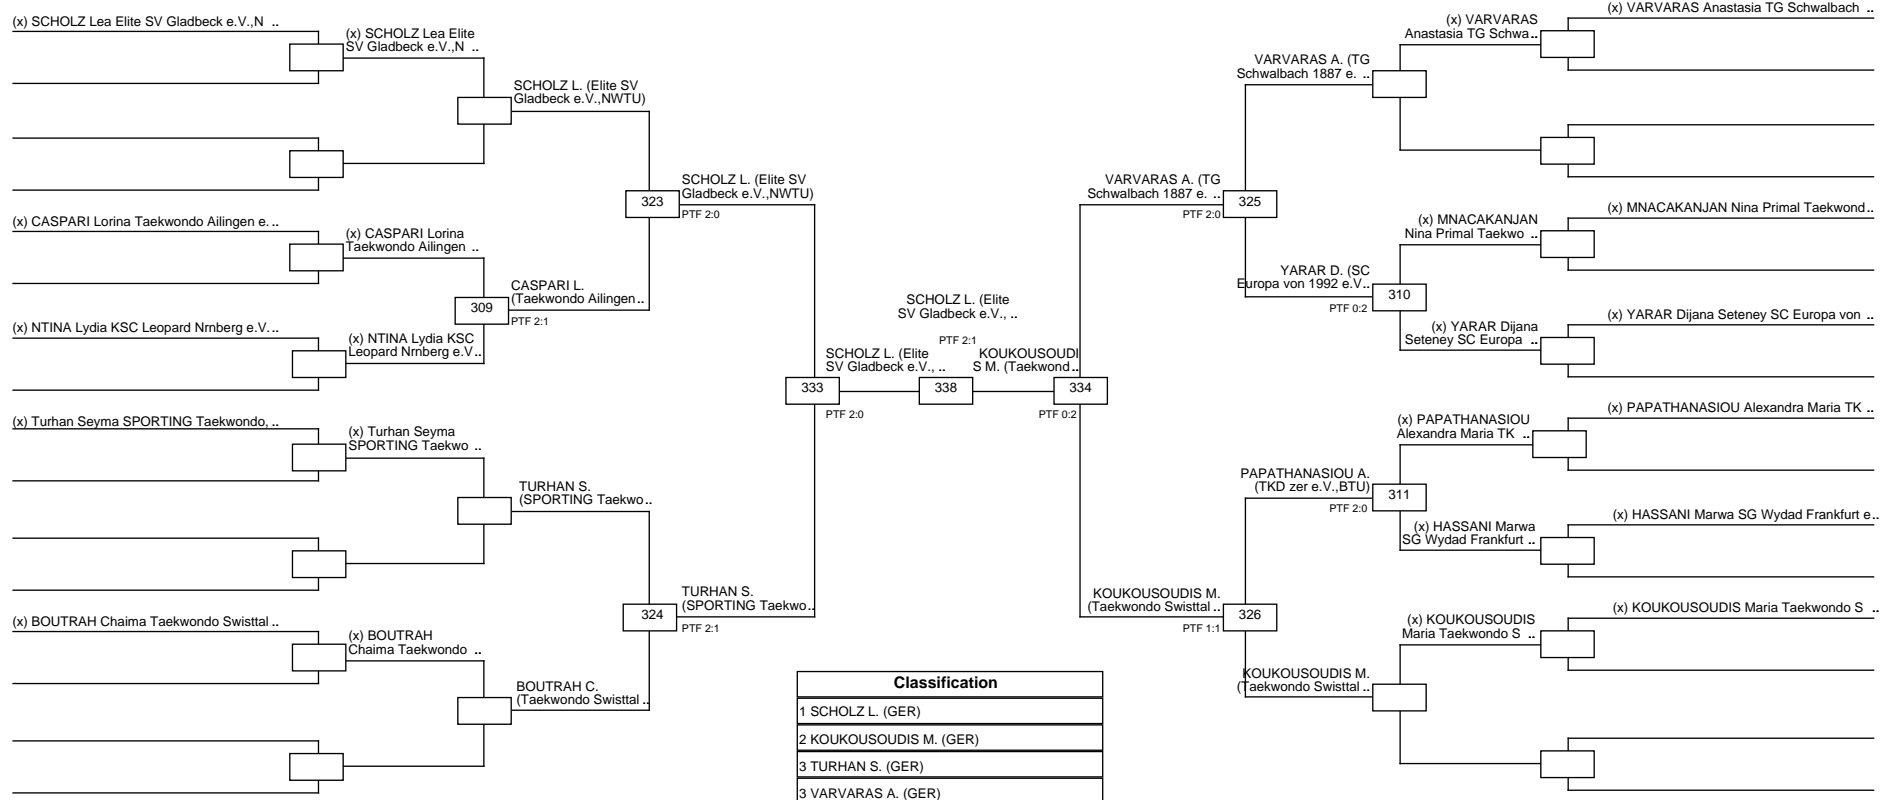 (x) SCHOLZ Lea Elite SV Gladbeck e.V.,N ..
(x) SCHOLZ Lea Elite
SV Gladbeck e.V.,N ..
SCHOLZ L. (Elite SV
Gladbeck e.V.,NWTU)
323
SCHOLZ L. (Elite SV
Gladbeck e.V.,NWTU)
PTF 2:0
(x) CASPARI Lorina Taekwondo Ailingen e. ..
(x) CASPARI Lorina
Taekwondo Ailingen ..
309
CASPARI L.
(Taekwondo Ailingen ..
PTF 2:1
(x) NTINA Lydia KSC Leopard Nrnberg e.V. ..
(x) NTINA Lydia KSC
Leopard Nrnberg e.V ..
(x) Turhan Seyma SPORTING Taekwondo, ..
(x) Turhan Seyma
SPORTING Taekwo ..
TURHAN S.
(SPORTING Taekwo ..
324
TURHAN S.
(SPORTING Taekwo ..
PTF 2:1
(x) BOUTRAH Chaima Taekwondo Swisttal ..
(x) BOUTRAH
Chaima Taekwondo ..
BOUTRAH C.
(Taekwondo Swisttal ..
SCHOLZ L. (Elite
SV Gladbeck e.V., ..
PTF 2:1
333
SCHOLZ L. (Elite
SV Gladbeck e.V., ..
PTF 2:0
338
KOUKOUSOUDI
S M. (Taekwond ..
334
PTF 0:2
(x) VARVARAS Anastasia TG Schwalbach ..
(x) VARVARAS
Anastasia TG Schwa ..
VARVARAS A. (TG
Schwalbach 1887 e. ..
VARVARAS A. (TG
Schwalbach 1887 e. ..
325
PTF 2:0
(x) MNACAKANJAN Nina Primal Taekwond ..
(x) MNACAKANJAN
Nina Primal Taekwo ..
YARAR D. (SC
Europa von 1992 e.V ..
310
PTF 0:2
(x) YARAR Dijana Seteney SC Europa von ..
(x) YARAR Dijana
Seteney SC Europa ..
(x) PAPATHANASIOU Alexandra Maria TK ..
(x) PAPATHANASIOU
Alexandra Maria TK ..
PAPATHANASIOU A.
(TKD zer e.V.,BTU)
311
PTF 2:0
(x) HASSANI Marwa SG Wydad Frankfurt e ..
(x) HASSANI Marwa
SG Wydad Frankfurt ..
KOUKOUSOUDIS M.
(Taekwondo Swisttal ..
326
PTF 1:1
(x) KOUKOUSOUDIS Maria Taekwondo S ..
(x) KOUKOUSOUDIS
Maria Taekwondo S ..
KOUKOUSOUDIS M.
(Taekwondo Swisttal ..
Classification
1 SCHOLZ L. (GER)
2 KOUKOUSOUDIS M. (GER)
3 TURHAN S. (GER)
3 VARVARAS A. (GER)